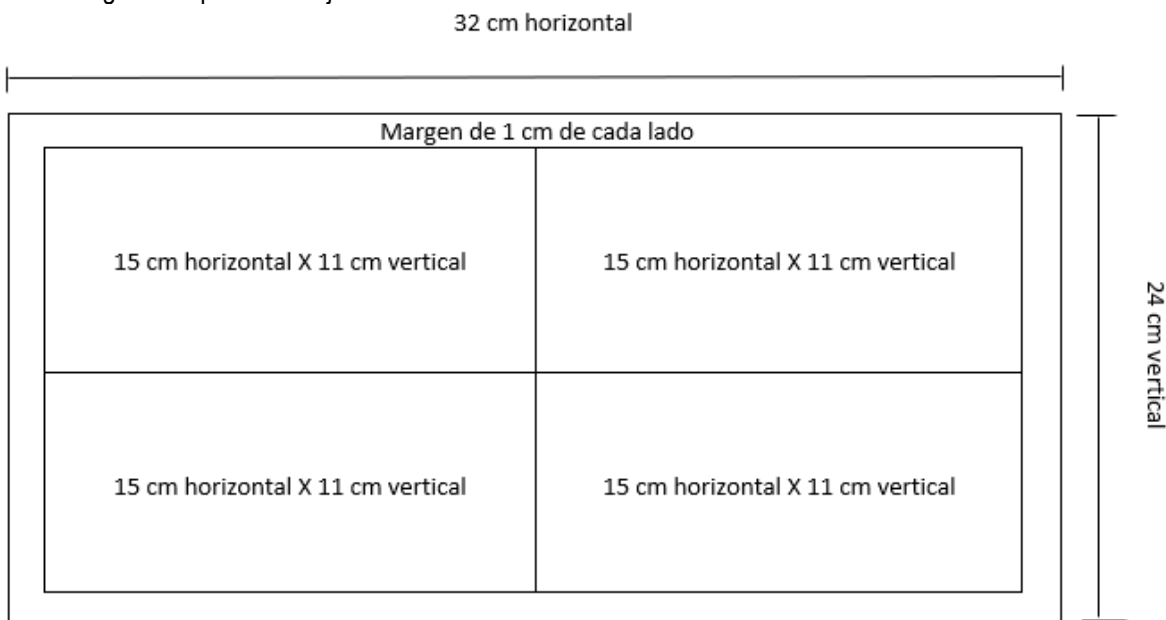 32 cm horizontal
Margen de 1 cm de cada lado
15 cm horizontal X 11 cm vertical
15 cm horizontal X 11 cm vertical
24 cm vertical
15 cm horizontal X 11 cm vertical
15 cm horizontal X 11 cm vertical